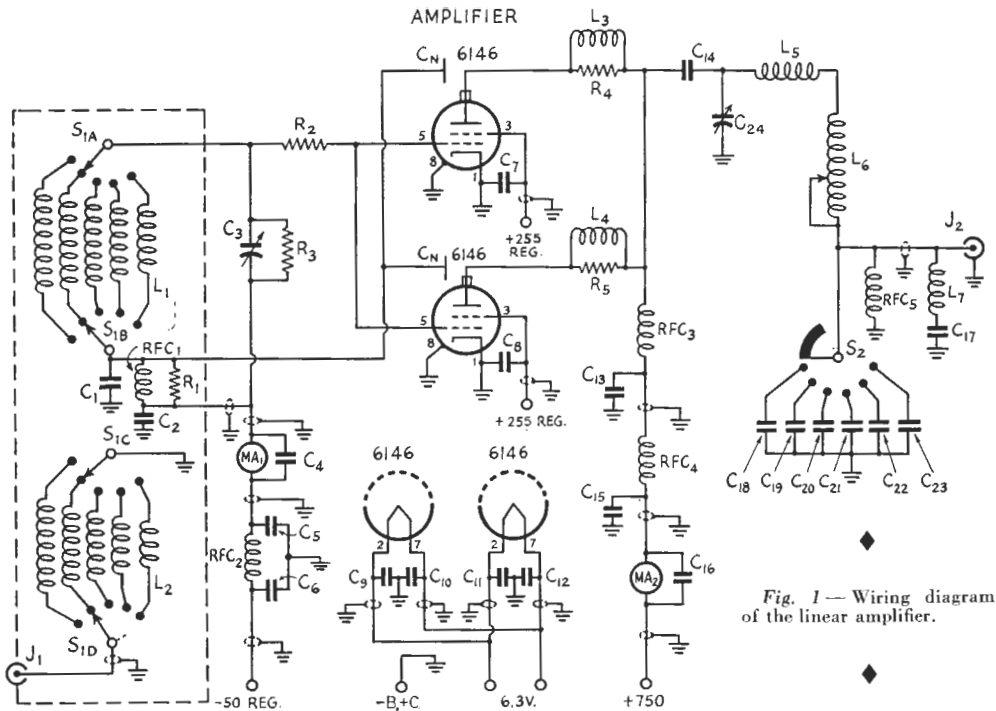 AMPLIFIER
L3
CN 6146
R4
C14
L5
S1A
R2
5
3
8
1
C7
C24
L6
+255
REG.
C3
R3
L4
J2
CN 6146
R5
L1
5
3
8
1
C8
RFC5
L7
C17
S1B
RFC1
RFC3
S2
C1
R1
C2
+255 REG.
C13
S1C
MA1
C4
6146
6146
RFC4
C18
C19
C20
C21
C22
C23
C15
RFC2
C5
C6
2
7
2
7
C9
C10
C11
C12
L2
MA2
C16
Fig. 1 — Wiring diagram
of the linear amplifier.
J1
S1D
-50 REG.
-B,+C
6.3V.
+750